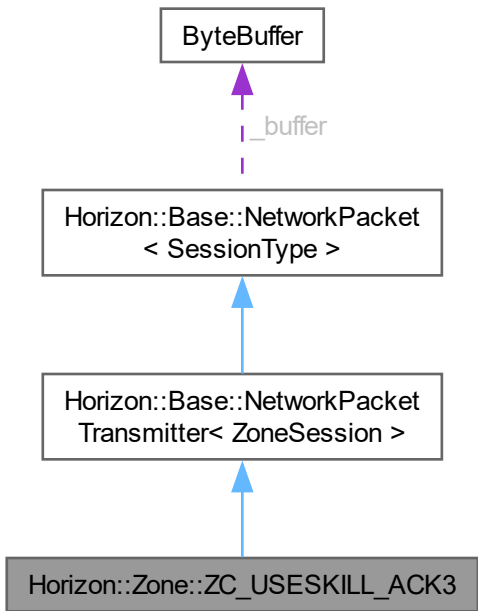 ByteBuffer
_buffer
Horizon::Base::NetworkPacket
< SessionType >
Horizon::Base::NetworkPacket
Transmitter< ZoneSession >
Horizon::Zone::ZC_USESKILL_ACK3